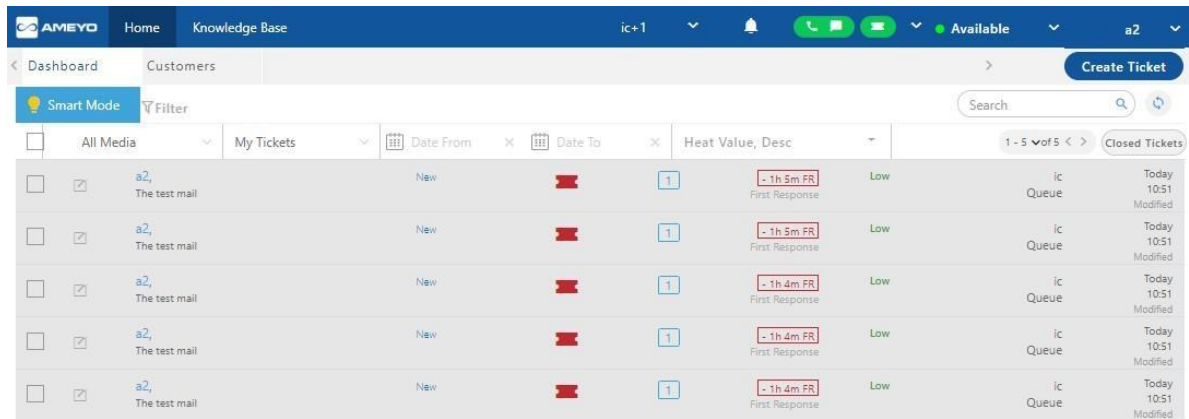 AMEYO Home Knowledge Base ic+1 Available a2
Dashboard Customers Create Ticket
Smart Mode Filter Search
All Media My Tickets Date From Date To Heat Value, Desc 1 - 5 of 5 Closed Tickets
a2, New 1 - 1h 5m FR Low ic Today
The test mail First Response Queue 10:51
Modified
a2, New 1 - 1h 5m FR Low ic Today
The test mail First Response Queue 10:51
Modified
a2, New 1 - 1h 4m FR Low ic Today
The test mail First Response Queue 10:51
Modified
a2, New 1 - 1h 4m FR Low ic Today
The test mail First Response Queue 10:51
Modified
a2, New 1 - 1h 4m FR Low ic Today
The test mail First Response Queue 10:51
Modified